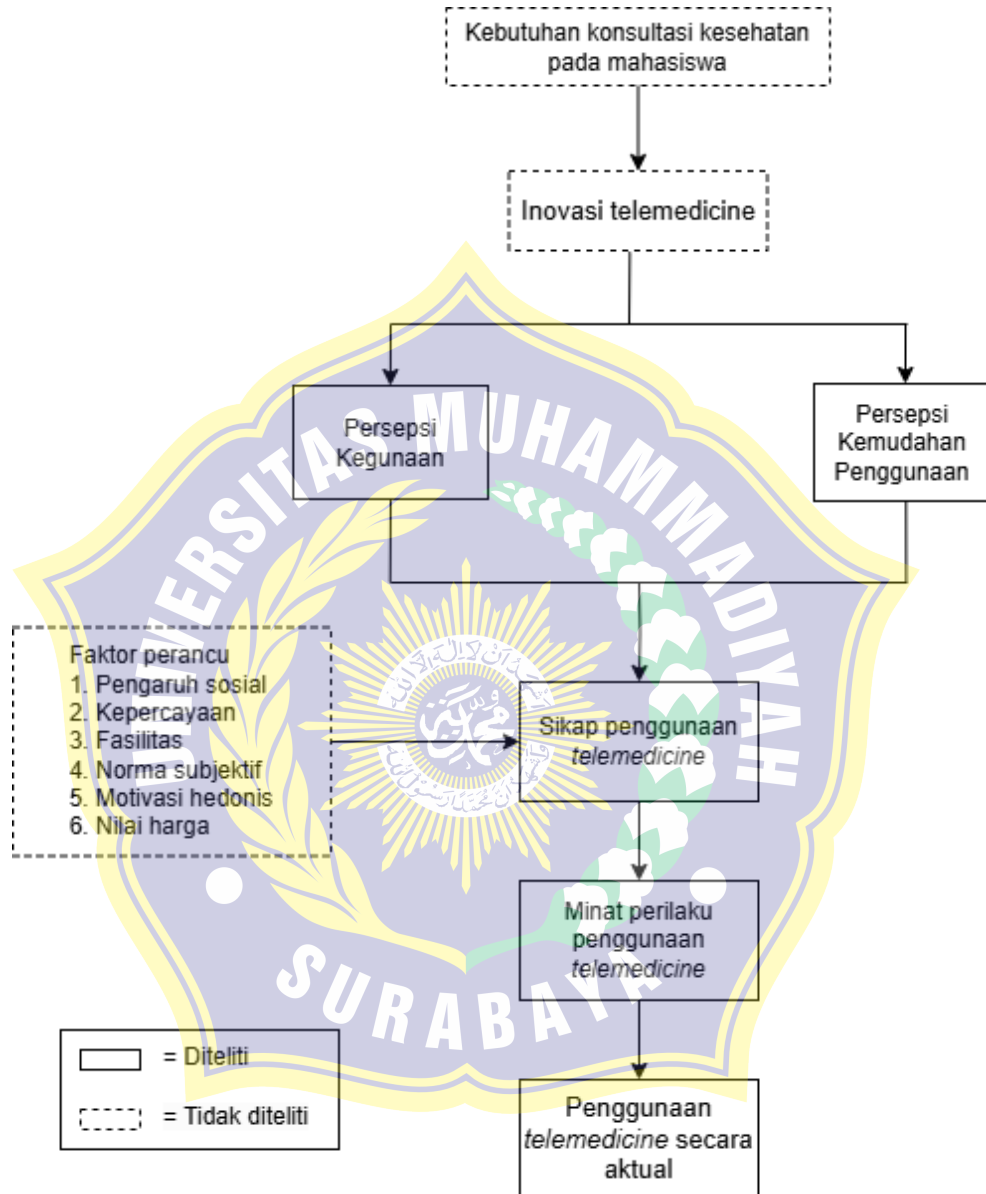 Kebutuhan konsultasi kesehatan
pada mahasiswa
Inovasi telemedicine
Persepsi
Kegunaan
Persepsi
Kemudahan
Penggunaan
UNIVERSITAS MUHAMMADIYAH
Faktor perancu
1. Pengaruh sosial
2. Kepercayaan
3. Fasilitas
4. Norma subjektif
5. Motivasi hedonis
6. Nilai harga
Sikap penggunaan
telemedicine
Minat perilaku
penggunaan
telemedicine
SURABAYA
= Diteliti
= Tidak diteliti
Penggunaan
telemedicine secara
aktual